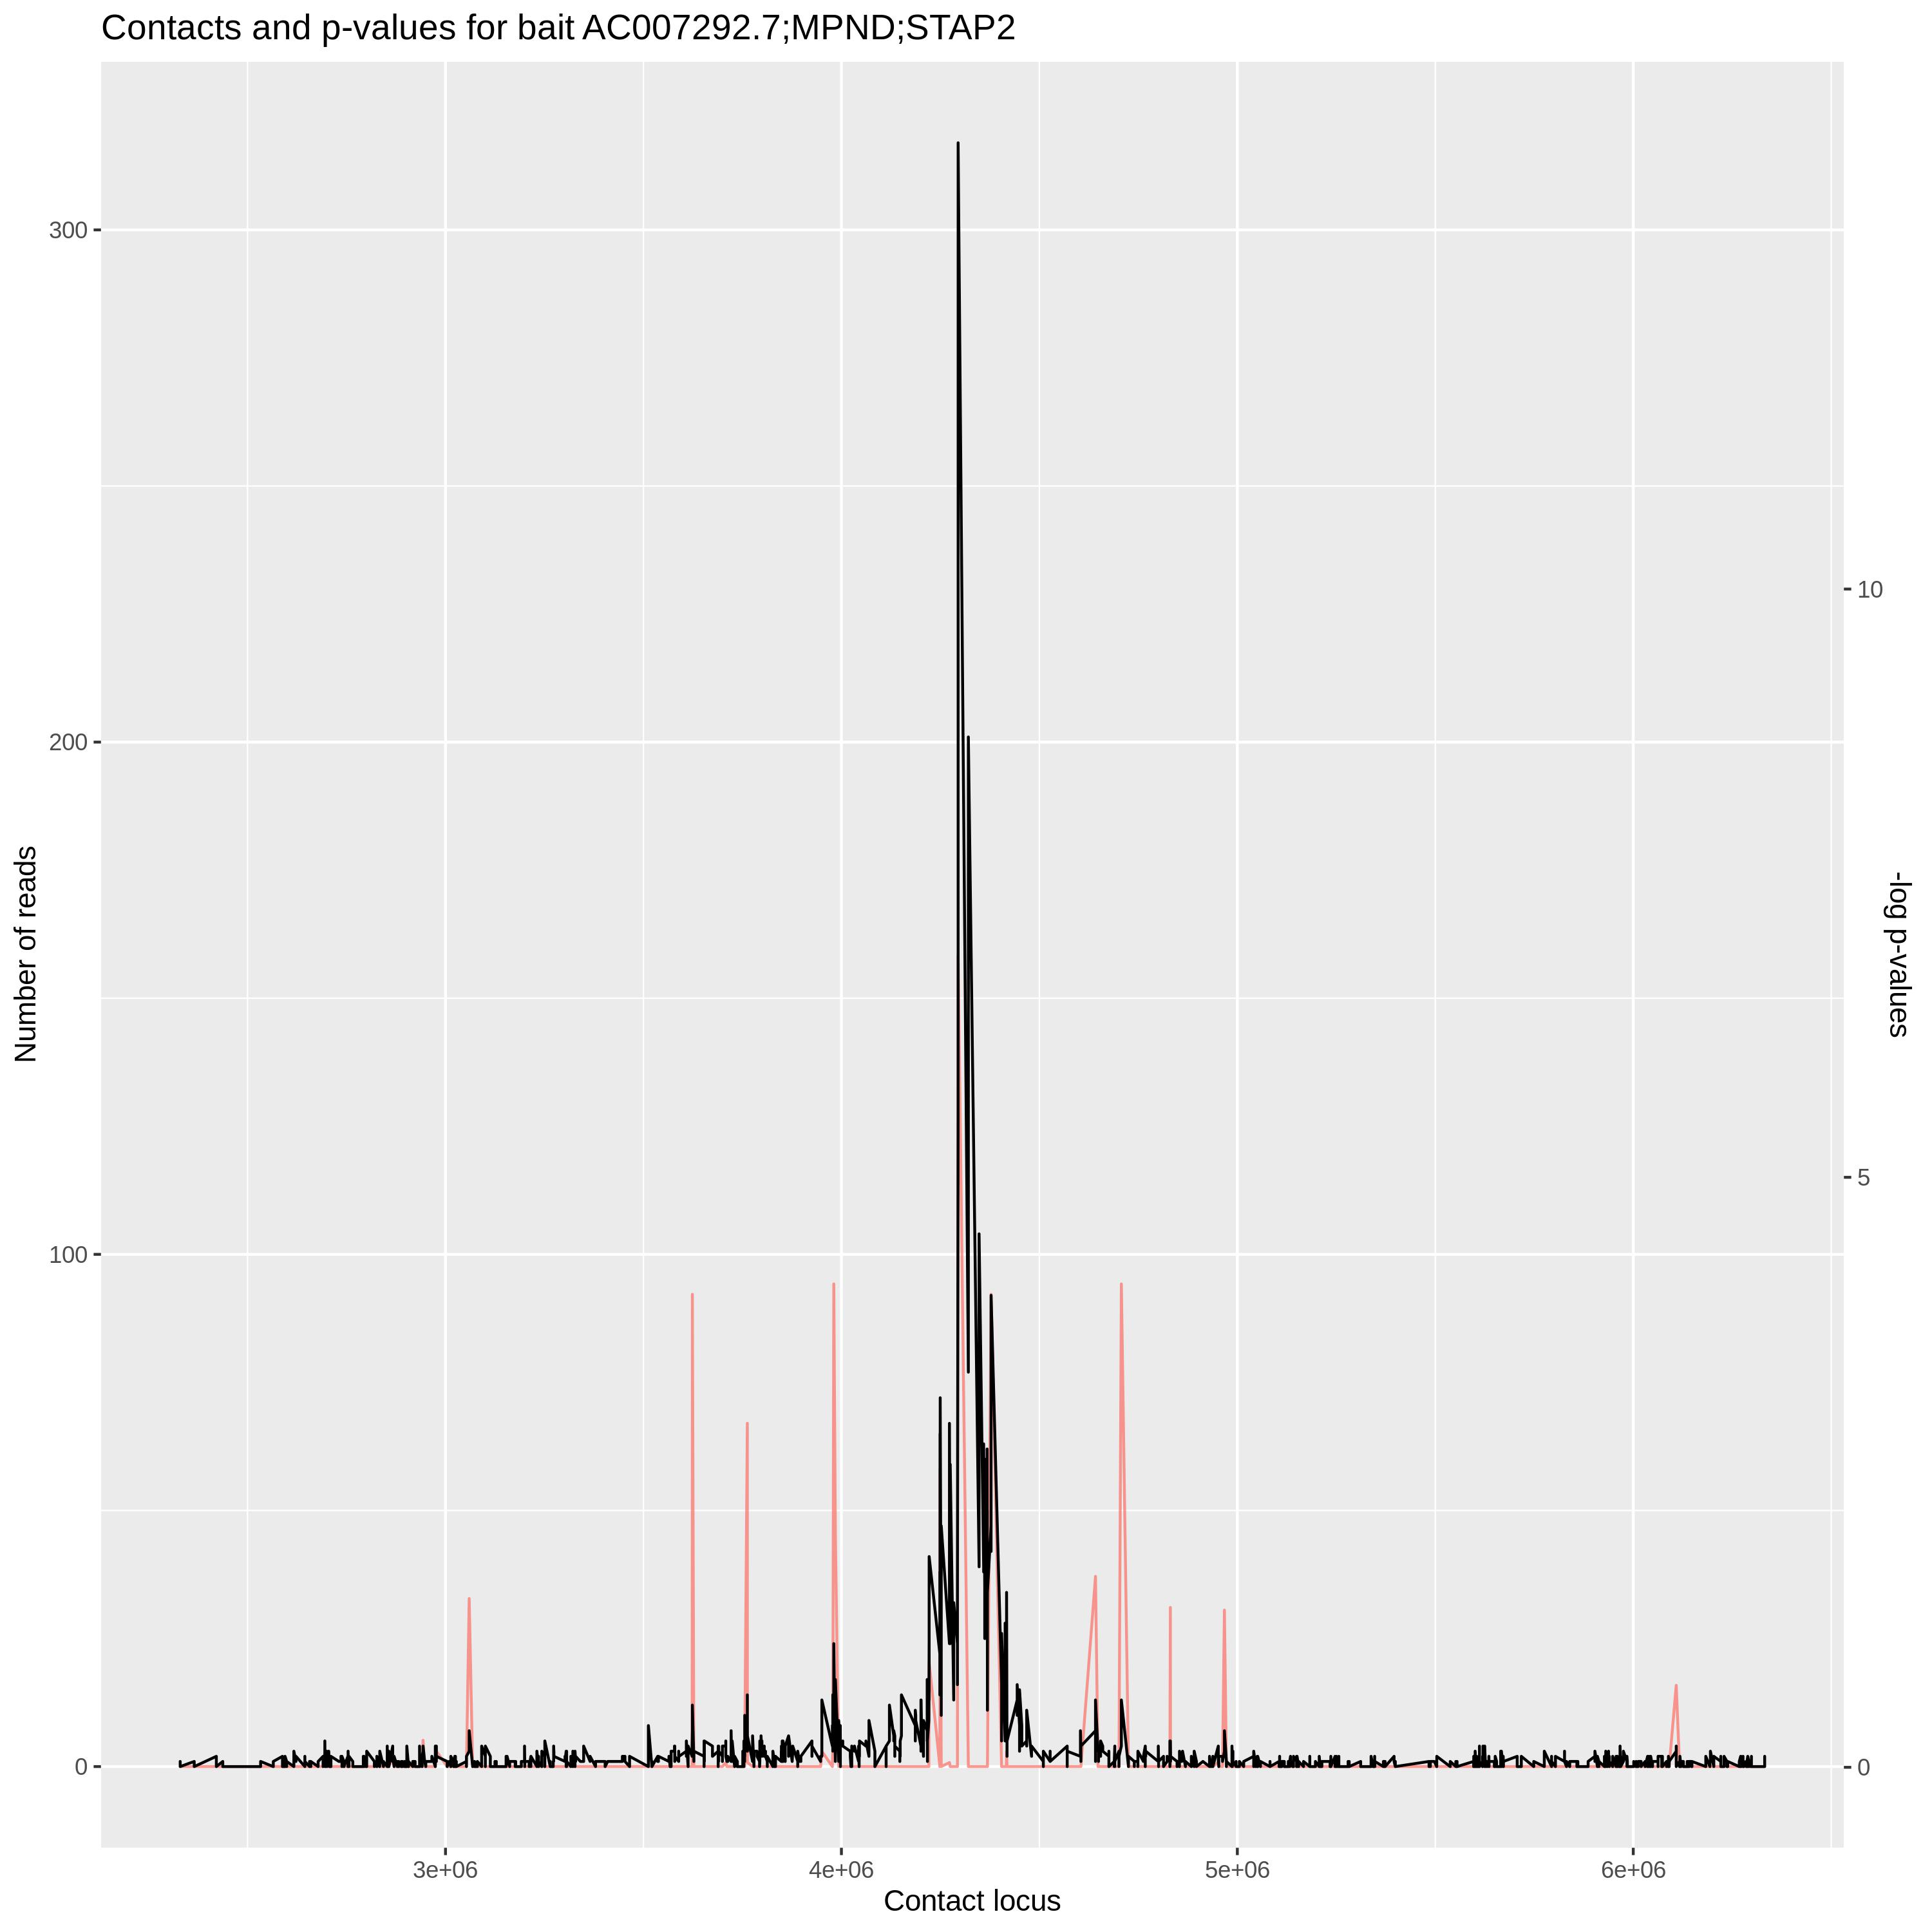 Contacts and p-values for bait AC007292.7;MPND;STAP2
300
200
100
0
Number of reads
10
5
0
-log p-values
3e+06
4e+06
5e+06
6e+06
Contact locus